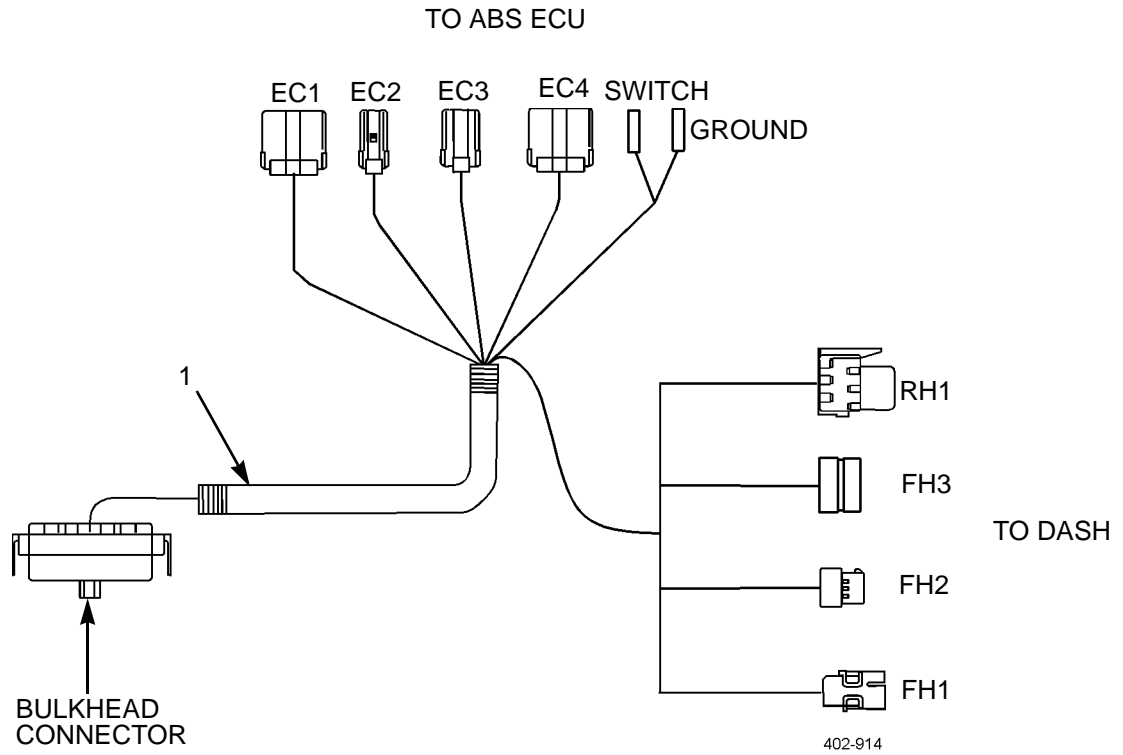 TO ABS ECU
EC1
EC2
EC3
EC4
SWITCH
GROUND
1
RH1
FH3
TO DASH
FH2
FH1
BULKHEAD
CONNECTOR
402-914